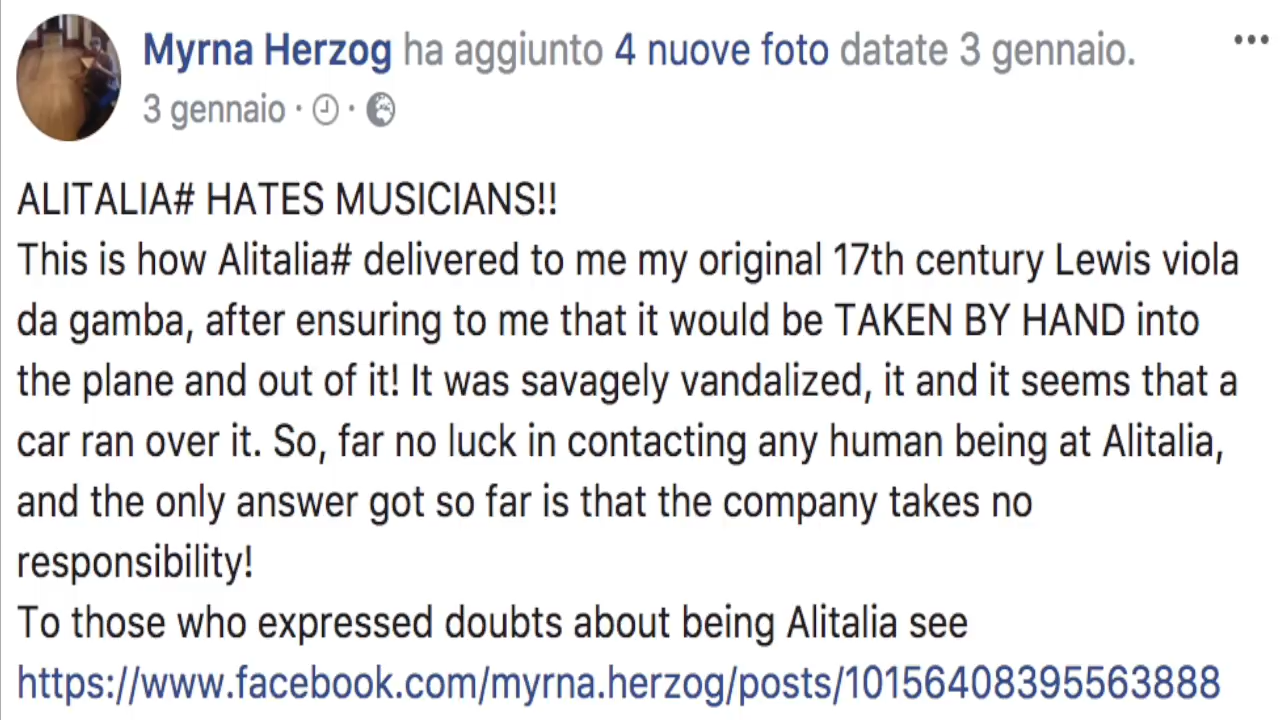 Myrna Herzog ha aggiunto 4 nuove foto datate 3 gennaio.
3 gennaio
ALITALIA# HATES MUSICIANS!!
This is how Alitalia# delivered to me my original 17th century Lewis viola
da gamba, after ensuring to me that it would be TAKEN BY HAND into
the plane and out of it! It was savagely vandalized, it and it seems that a
car ran over it. So, far no luck in contacting any human being at Alitalia,
and the only answer got so far is that the company takes no
responsibility!
To those who expressed doubts about being Alitalia see
https://www.facebook.com/myrna.herzog/posts/10156408395563888